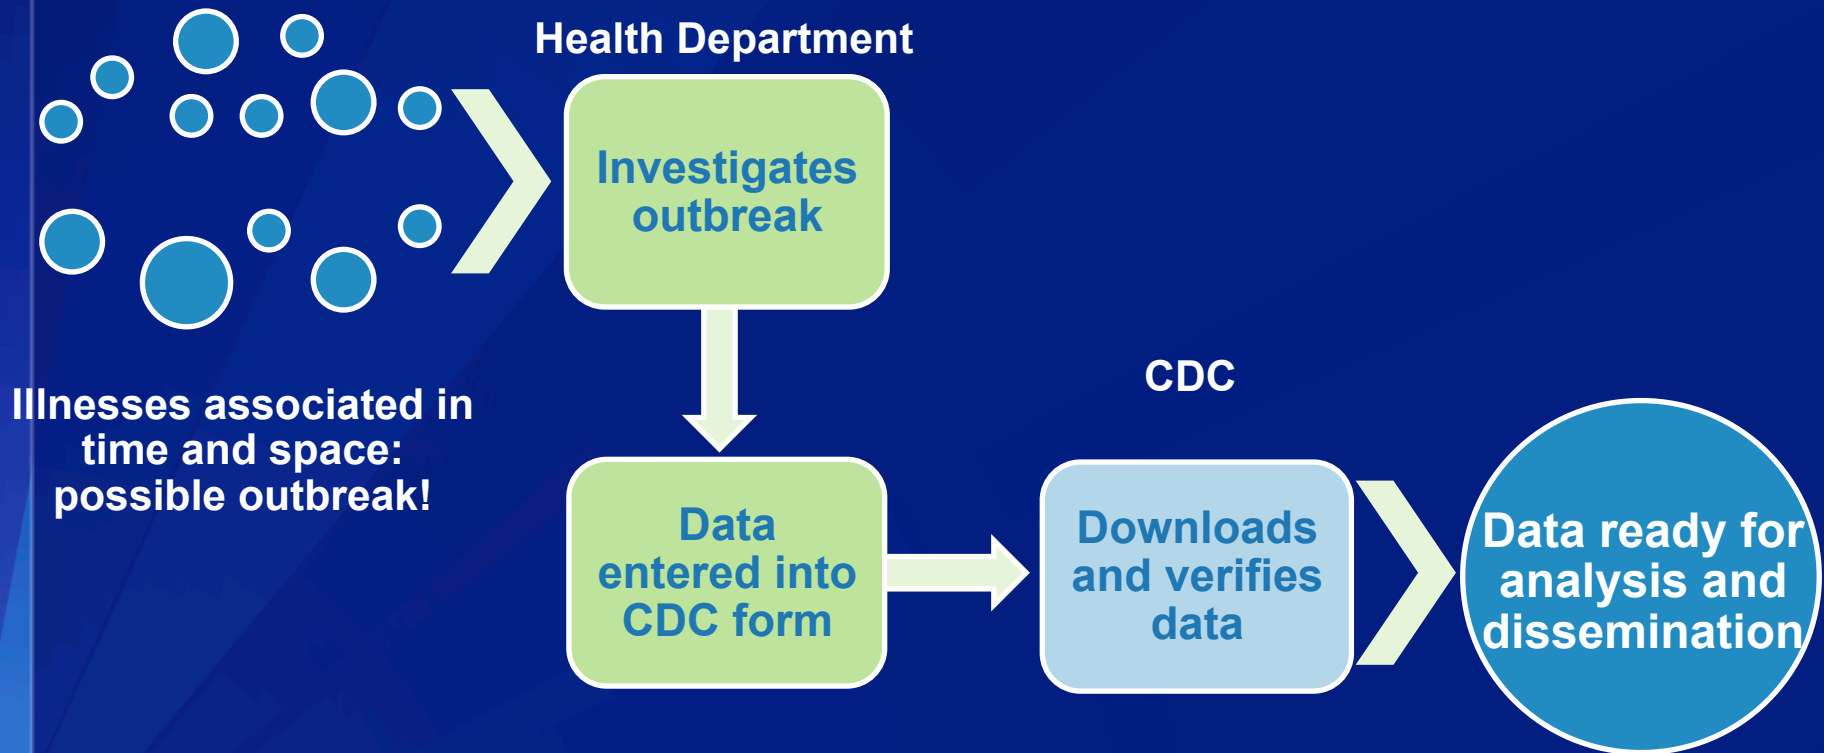 Health Department
Investigates
outbreak
Illnesses associated in
time and space:
possible outbreak!
Data
entered into
CDC form
CDC
Downloads
and verifies
data
Data ready for
analysis and
dissemination